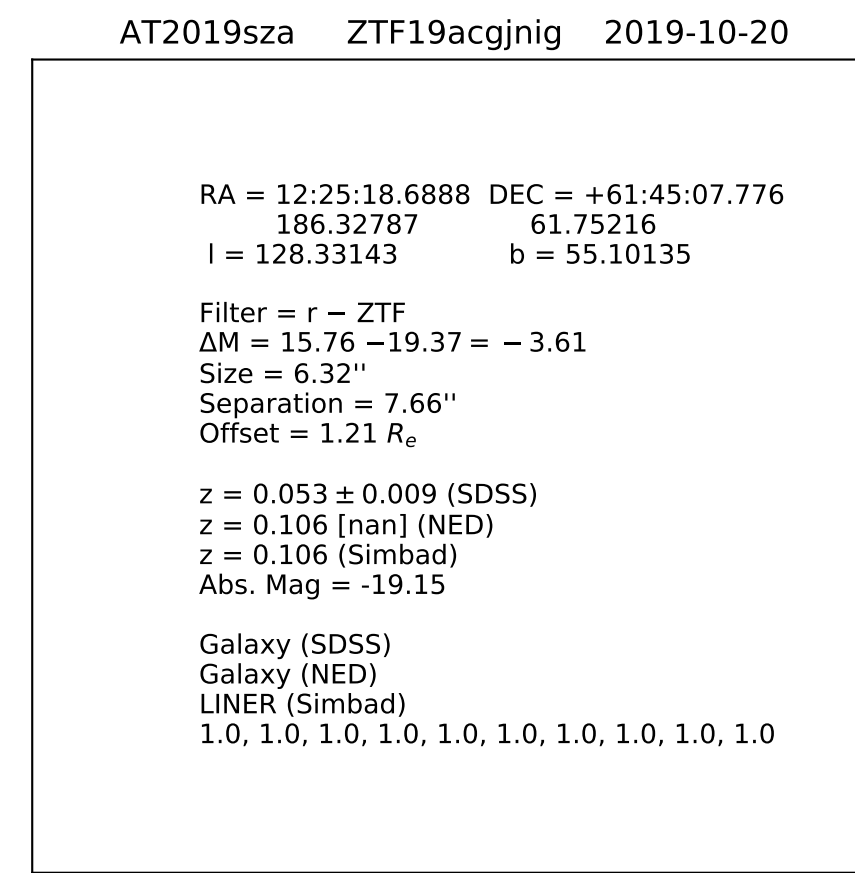 AT2019sza ZTF19acgjnig 2019-10-20
RA = 12:25:18.6888 DEC = +61:45:07.776
186.32787 61.75216
l = 128.33143 b = 55.10135
Filter = r − ZTF
ΔM = 15.76 −19.37 = − 3.61
Size = 6.32''
Separation = 7.66''
Offset = 1.21 Re
z = 0.053 ± 0.009 (SDSS)
z = 0.106 [nan] (NED)
z = 0.106 (Simbad)
Abs. Mag = -19.15
Galaxy (SDSS)
Galaxy (NED)
LINER (Simbad)
1.0, 1.0, 1.0, 1.0, 1.0, 1.0, 1.0, 1.0, 1.0, 1.0